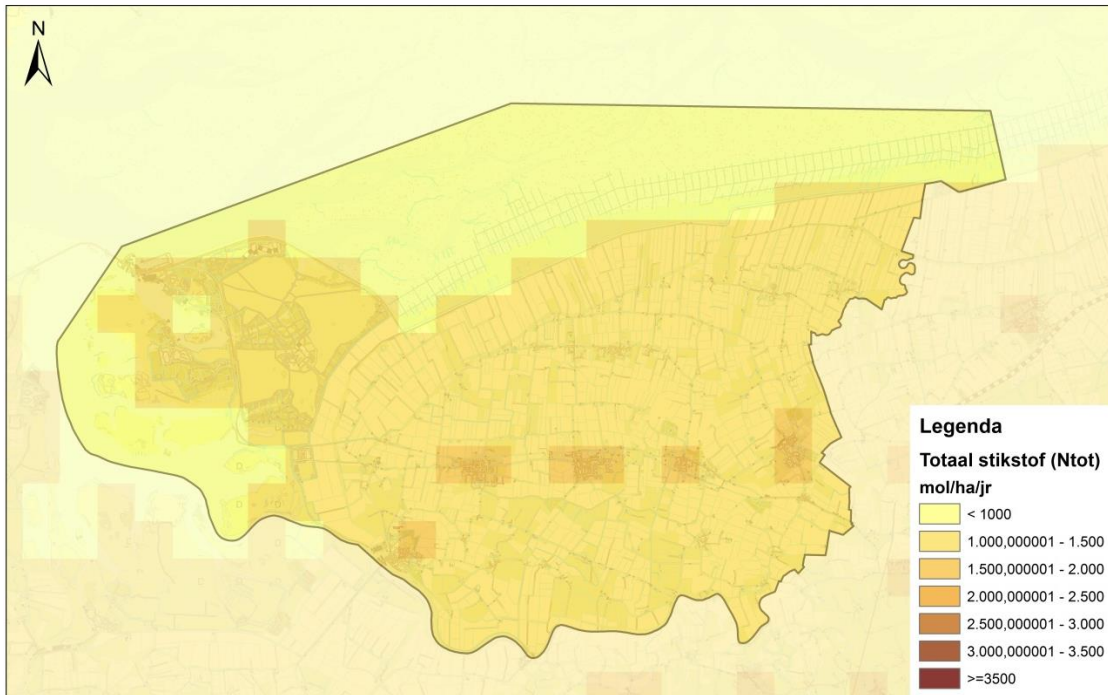 N
Legenda
Totaal stikstof (Ntot)
mol/ha/jr
< 1000
1.000,000001 - 1.500
1.500,000001 - 2.000
2.000,000001 - 2.500
2.500,000001 - 3.000
3.000,000001 - 3.500
>=3500